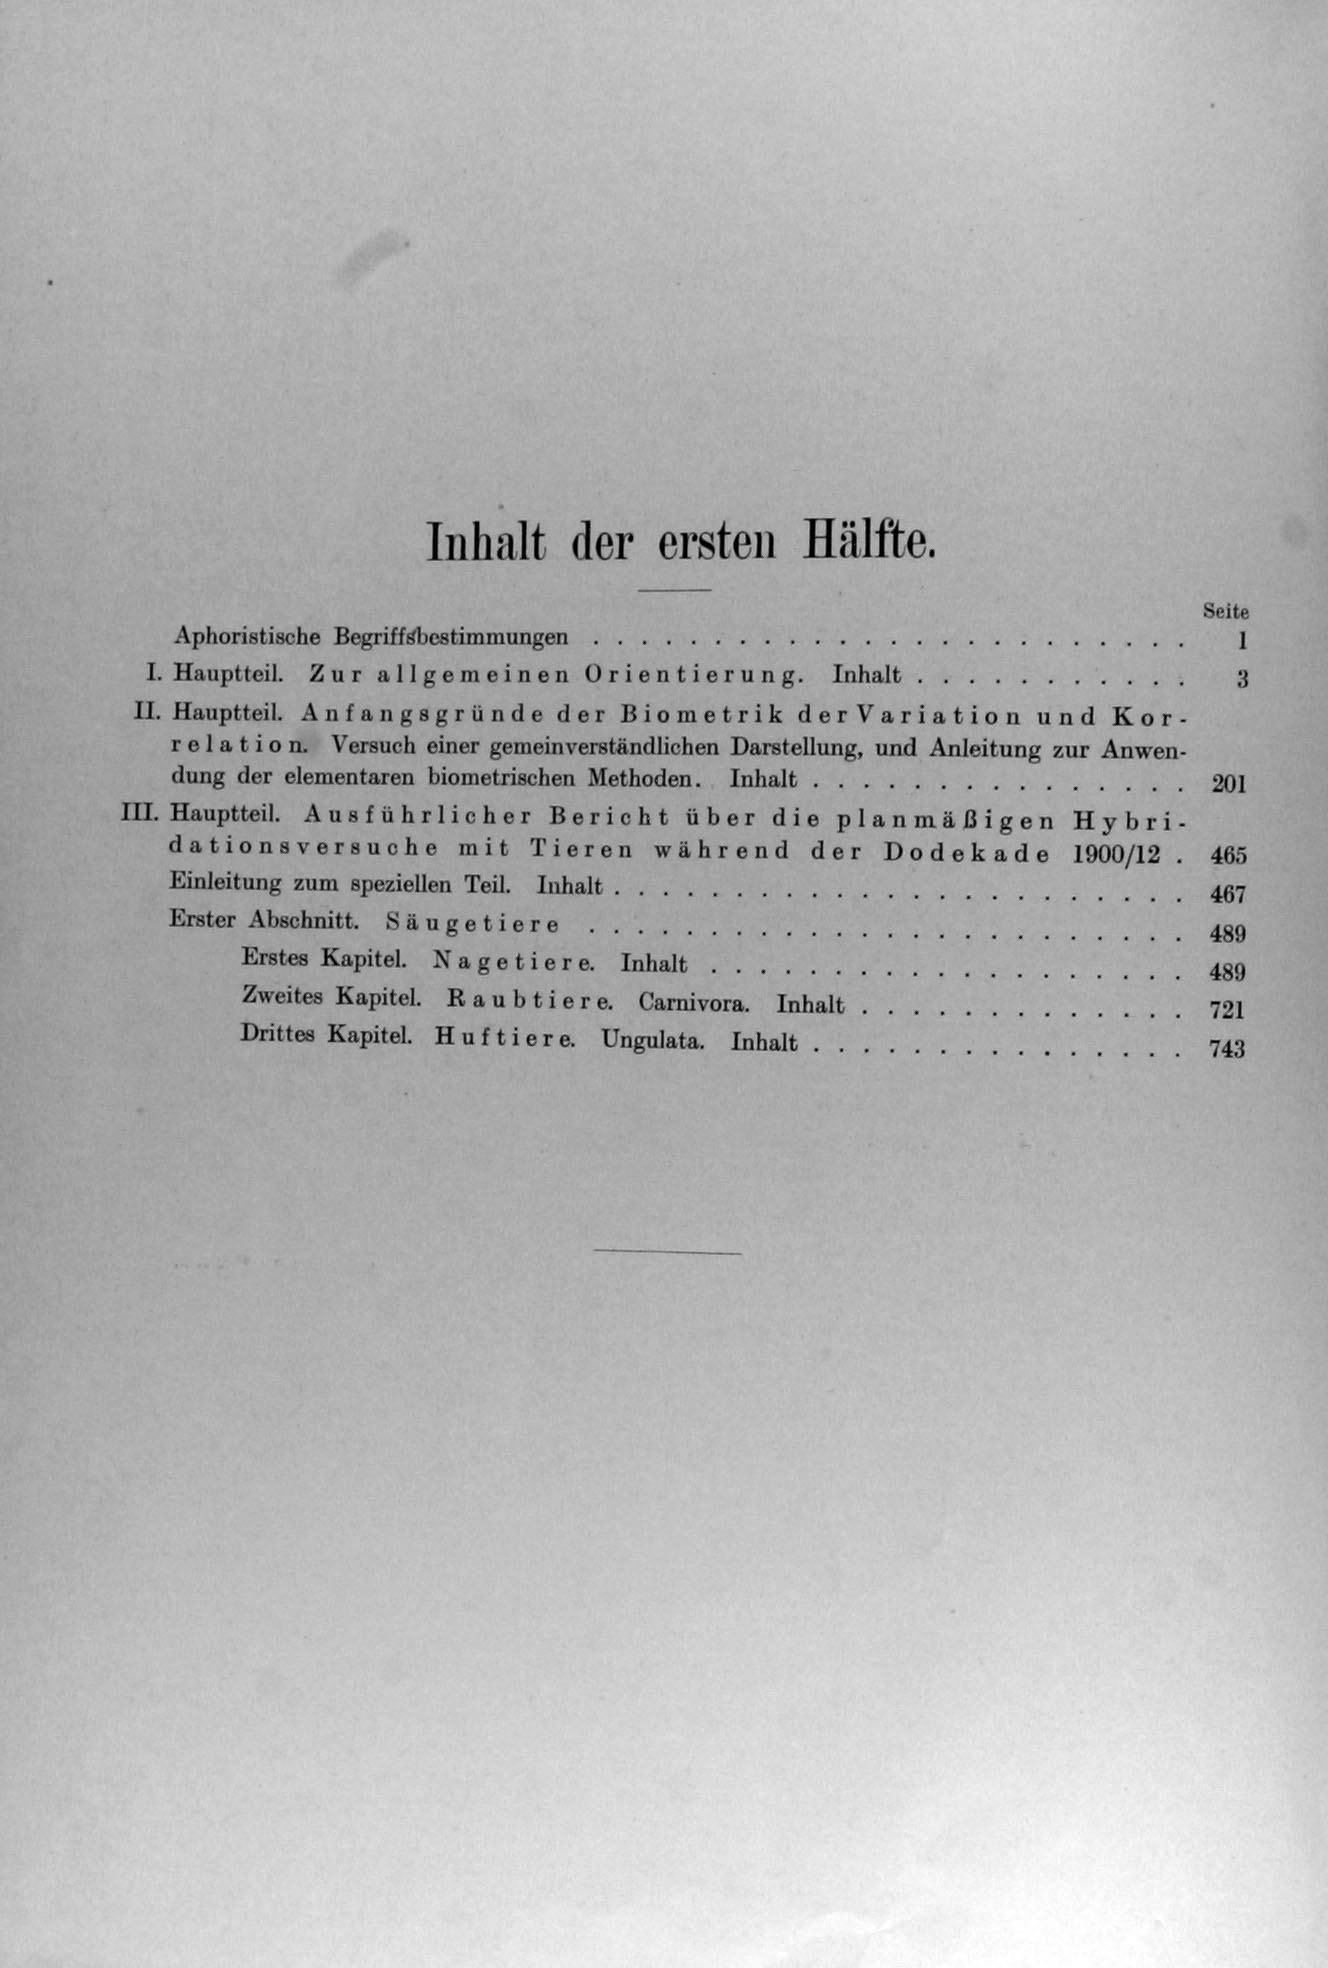 Inhalt der ersten Hälfte.
Seite
Aphoristische Begriffsbestimmungen . . . . . . . . . . . . . . . . . . . . . . . . 1
I. Hauptteil. Zur allgemeinen Orientierung. Inhalt . . . . . . . . . . . 3
II. Hauptteil. Anfangsgründe der Biometrik der Variation und Kor-
relation. Versuch einer gemeinverständlichen Darstellung, und Anleitung zur Anwen-
dung der elementaren biometrischen Methoden. Inhalt . . . . . . . . . . . . . . . 201
III. Hauptteil. Ausführlicher Bericht über die planmäßigen Hybri-
dationsversuche mit Tieren während der Dodekade 1900/12 . 465
Einleitung zum speziellen Teil. Inhalt . . . . . . . . . . . . . . . . . . . . . . . 467
Erster Abschnitt. Säugetiere . . . . . . . . . . . . . . . . . . . . . . . . 489
Erstes Kapitel. Nagetiere. Inhalt . . . . . . . . . . . . . . . . . . . 489
Zweites Kapitel. Raubtiere. Carnivora. Inhalt . . . . . . . . . . . . . 721
Drittes Kapitel. Huftiere. Ungulata. Inhalt . . . . . . . . . . . . . . . 743